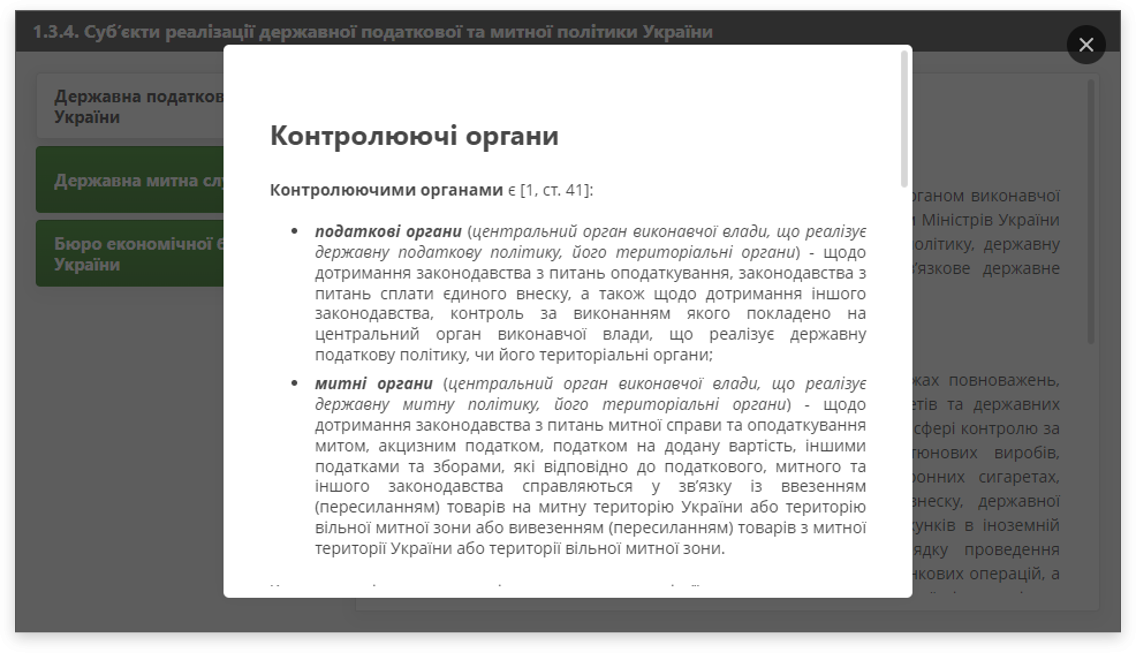 1.3.4. Суб’єкти реалізації державної податкової та митної політики України
Державна податков
України
Державна митна слу
Бюро економічної б
України
Контролюючі органи
Контролюючими органами є [1, ст. 41]:
• податкові органи (центральний орган виконавчої влади, що реалізує
державну податкову політику, його територіальні органи) - щодо
дотримання законодавства з питань оподаткування, законодавства з
питань сплати єдиного внеску, а також щодо дотримання іншого
законодавства, контроль за виконанням якого покладено на
центральний орган виконавчої влади, що реалізує державну
податкову політику, чи його територіальні органи;
• митні органи (центральний орган виконавчої влади, що реалізує
державну митну політику, його територіальні органи) - щодо
дотримання законодавства з питань митної справи та оподаткування
митом, акцизним податком, податком на додану вартість, іншими
податками та зборами, які відповідно до податкового, митного та
іншого законодавства справляються у зв’язку із ввезенням
(пересиланням) товарів на митну територію України або територію
вільної митної зони або вивезенням (пересиланням) товарів з митної
території України або території вільної митної зони.
рганом виконавчої
и Міністрів України
олітику, державну
в’язкове державне
жах повноважень,
етів та державних
сфері контролю за
тюнових виробів,
ронних сигаретах,
внеску, державної
хунків в іноземній
рядку проведення
нкових операцій, а